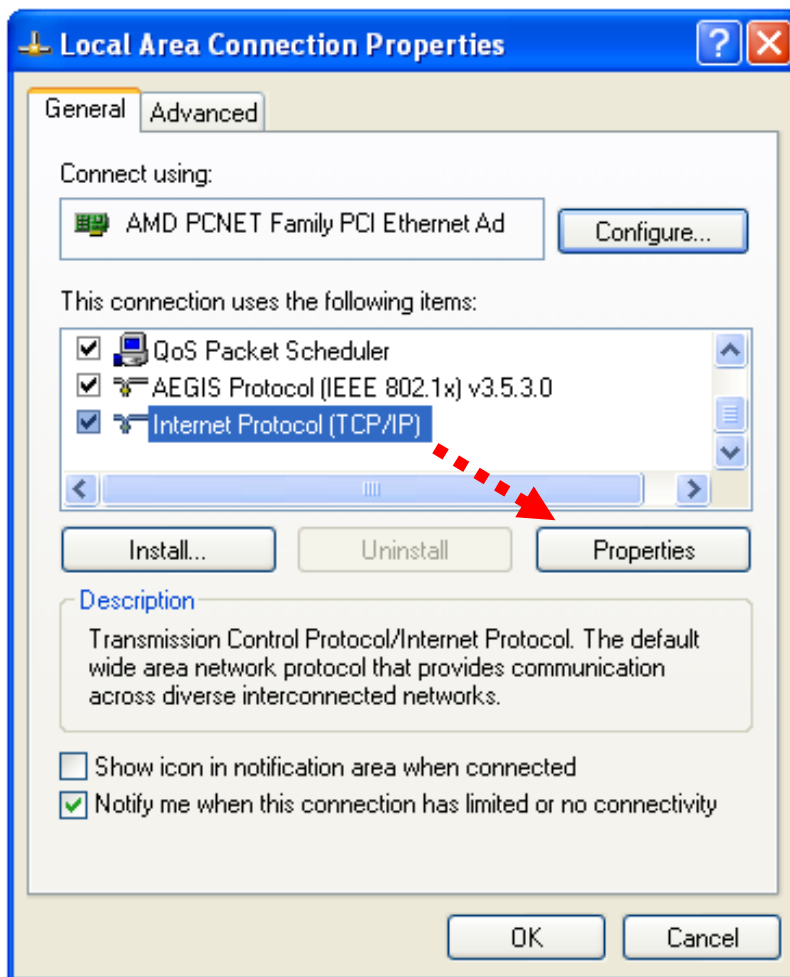 Local Area Connection Properties
General
Advanced
Connect using:
AMD PCNET Family PCI Ethernet Ad
Configure...
This connection uses the following items:
QoS Packet Scheduler
AEGIS Protocol (IEEE 802.1x) v3.5.3.0
Internet Protocol (TCP/IP)
Install...
Uninstall
Properties
Description
Transmission Control Protocol/Internet Protocol. The default
wide area network protocol that provides communication
across diverse interconnected networks.
Show icon in notification area when connected
Notify me when this connection has limited or no connectivity
OK
Cancel